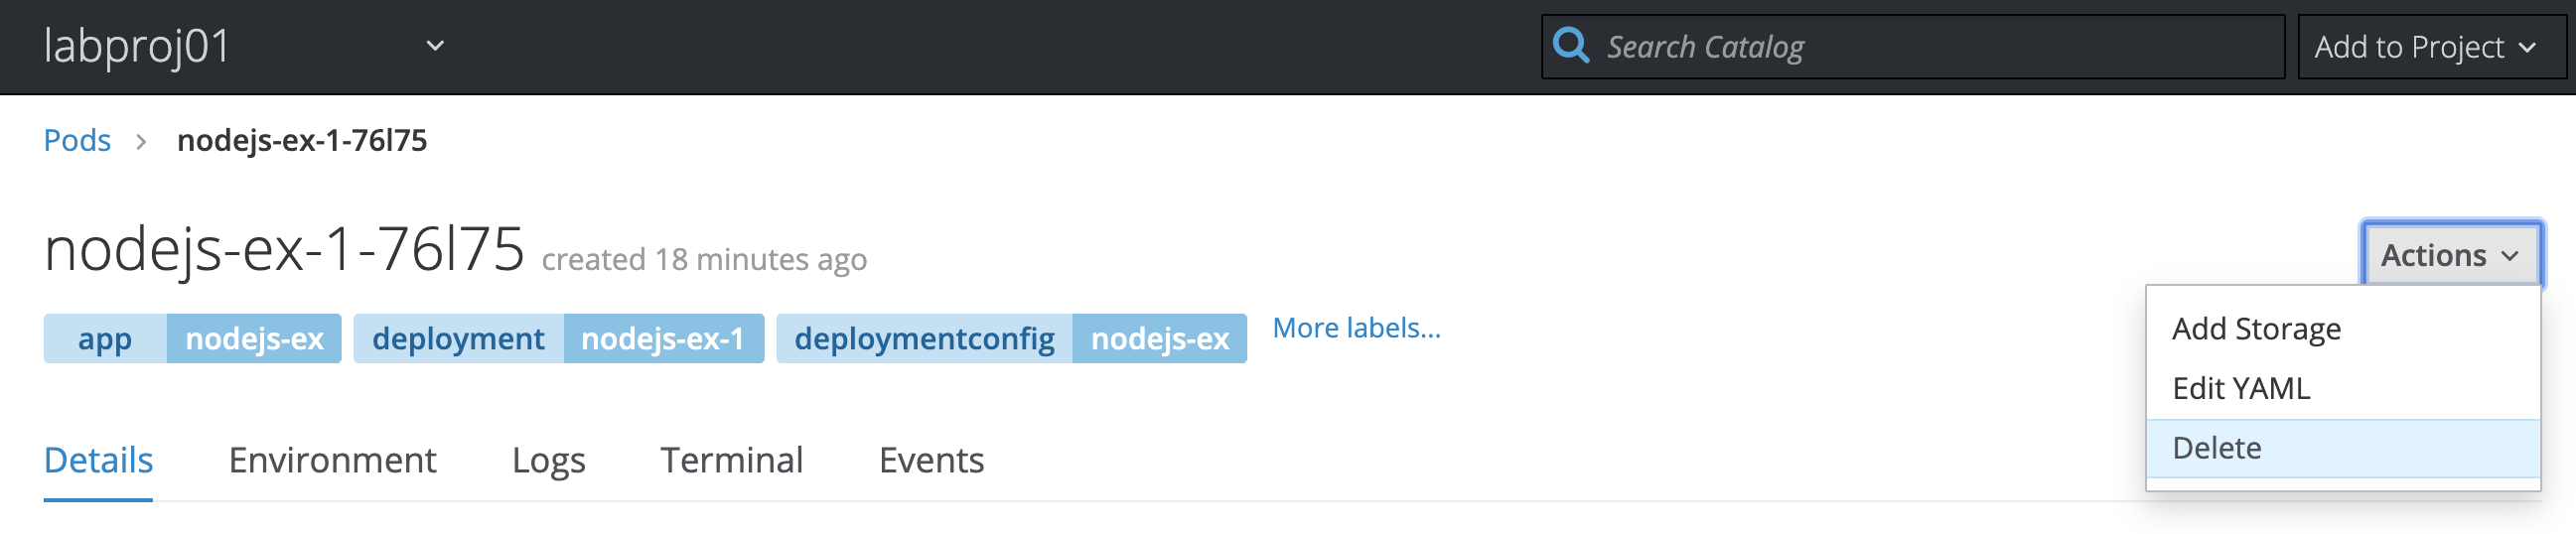 labproj01 Search Catalog Add to Project
Pods > nodejs-ex-1-76l75
nodejs-ex-1-76l75 created 18 minutes ago
Actions
app nodejs-ex deployment nodejs-ex-1 deploymentconfig nodejs-ex More labels...
Add Storage
Edit YAML
Delete
Details Environment Logs Terminal Events